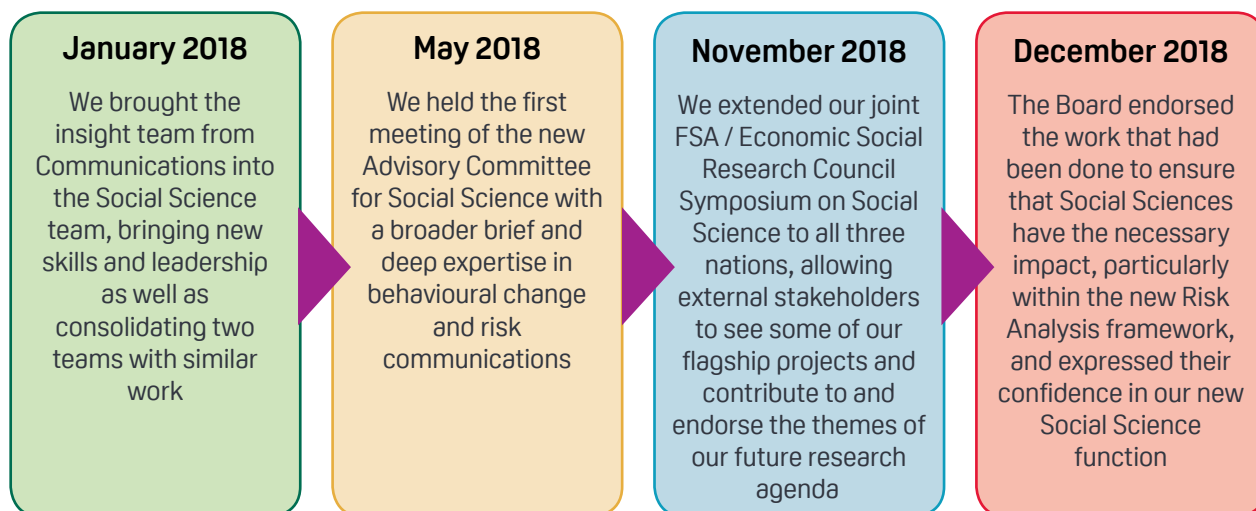 January 2018
We brought the
insight team from
Communications into
the Social Science
team, bringing new
skills and leadership
as well as
consolidating two
teams with similar
work
May 2018
We held the first
meeting of the new
Advisory Committee
for Social Science with
a broader brief and
deep expertise in
behavioural change
and risk
communications
November 2018
We extended our joint
FSA / Economic Social
Research Council
Symposium on Social
Science to all three
nations, allowing
external stakeholders
to see some of our
flagship projects and
contribute to and
endorse the themes of
our future research
agenda
December 2018
The Board endorsed
the work that had
been done to ensure
that Social Sciences
have the necessary
impact, particularly
within the new Risk
Analysis framework,
and expressed their
confidence in our new
Social Science
function